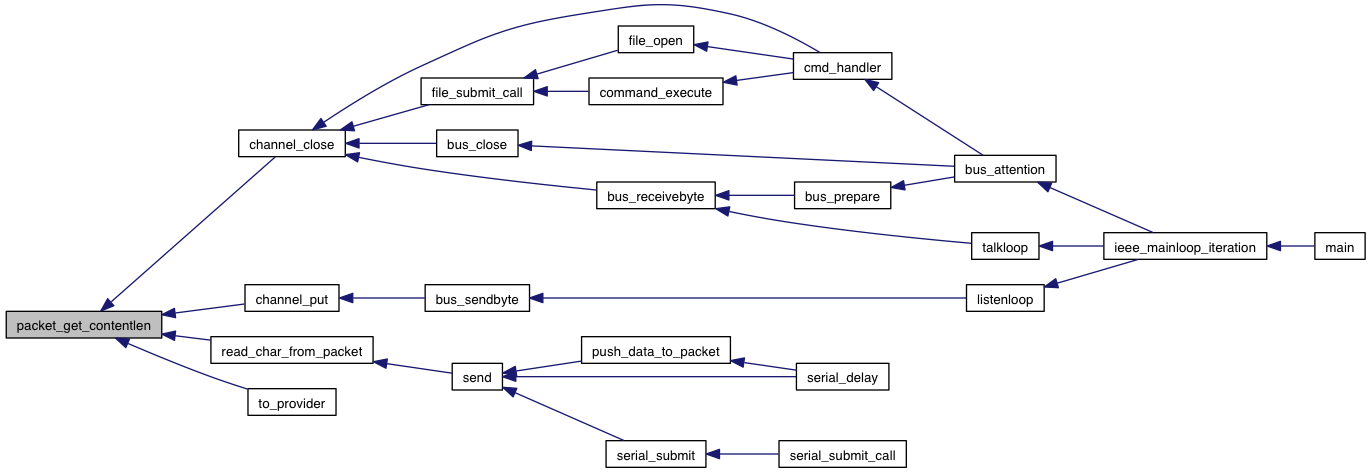 file_open
cmd_handler
file_submit_call
command_execute
channel_close
bus_close
bus_attention
bus_receivebyte
bus_prepare
talkloop
ieee_mainloop_iteration
main
channel_put
bus_sendbyte
listenloop
packet_get_contentlen
read_char_from_packet
push_data_to_packet
send
serial_delay
to_provider
serial_submit
serial_submit_call